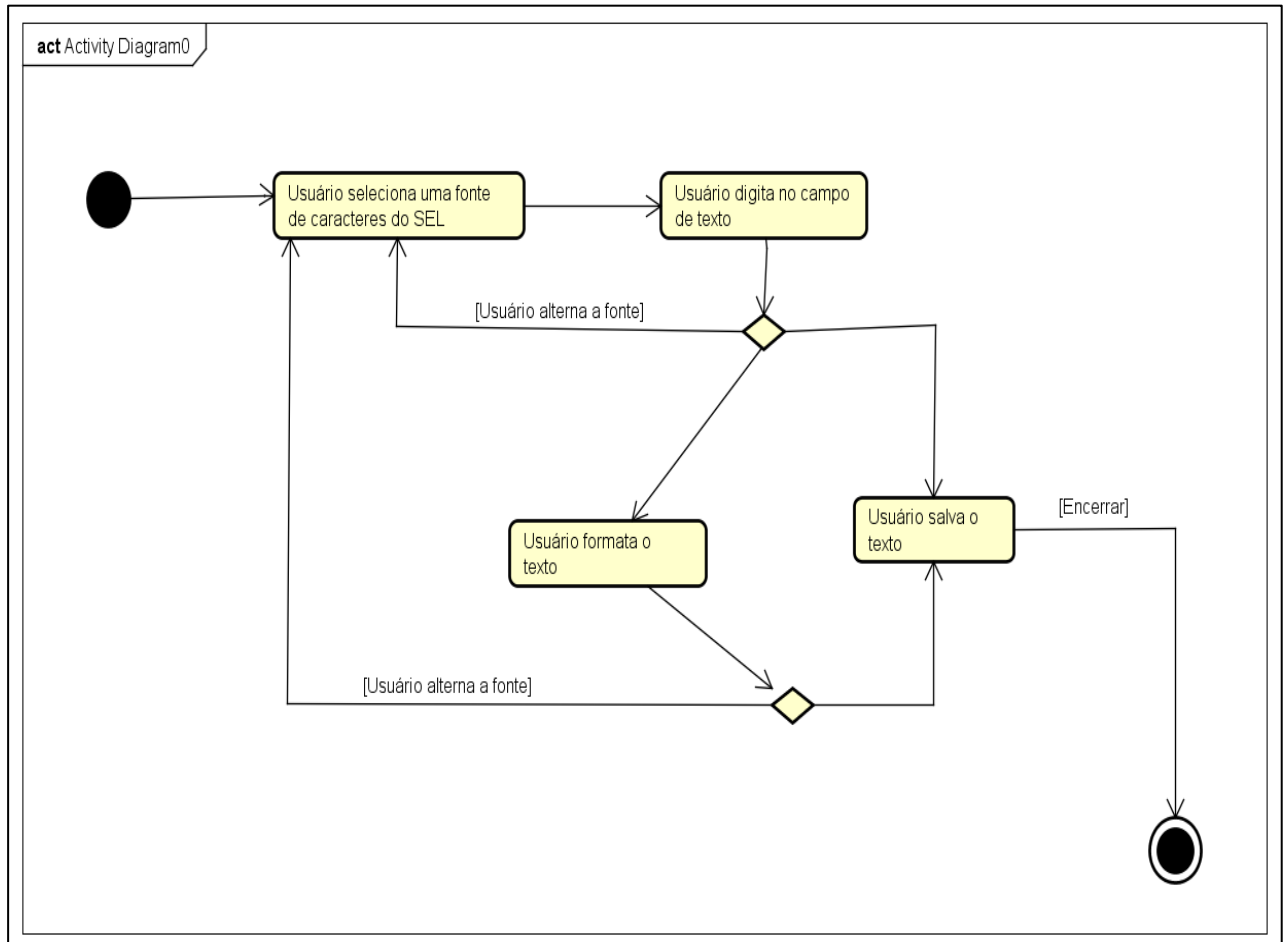 act Activity Diagram0
Usuário seleciona uma fonte
de caracteres do SEL
Usuário digita no campo
de texto
[Usuário alterna a fonte]
Usuário formata o
texto
Usuário salva o
texto
[Encerrar]
[Usuário alterna a fonte]